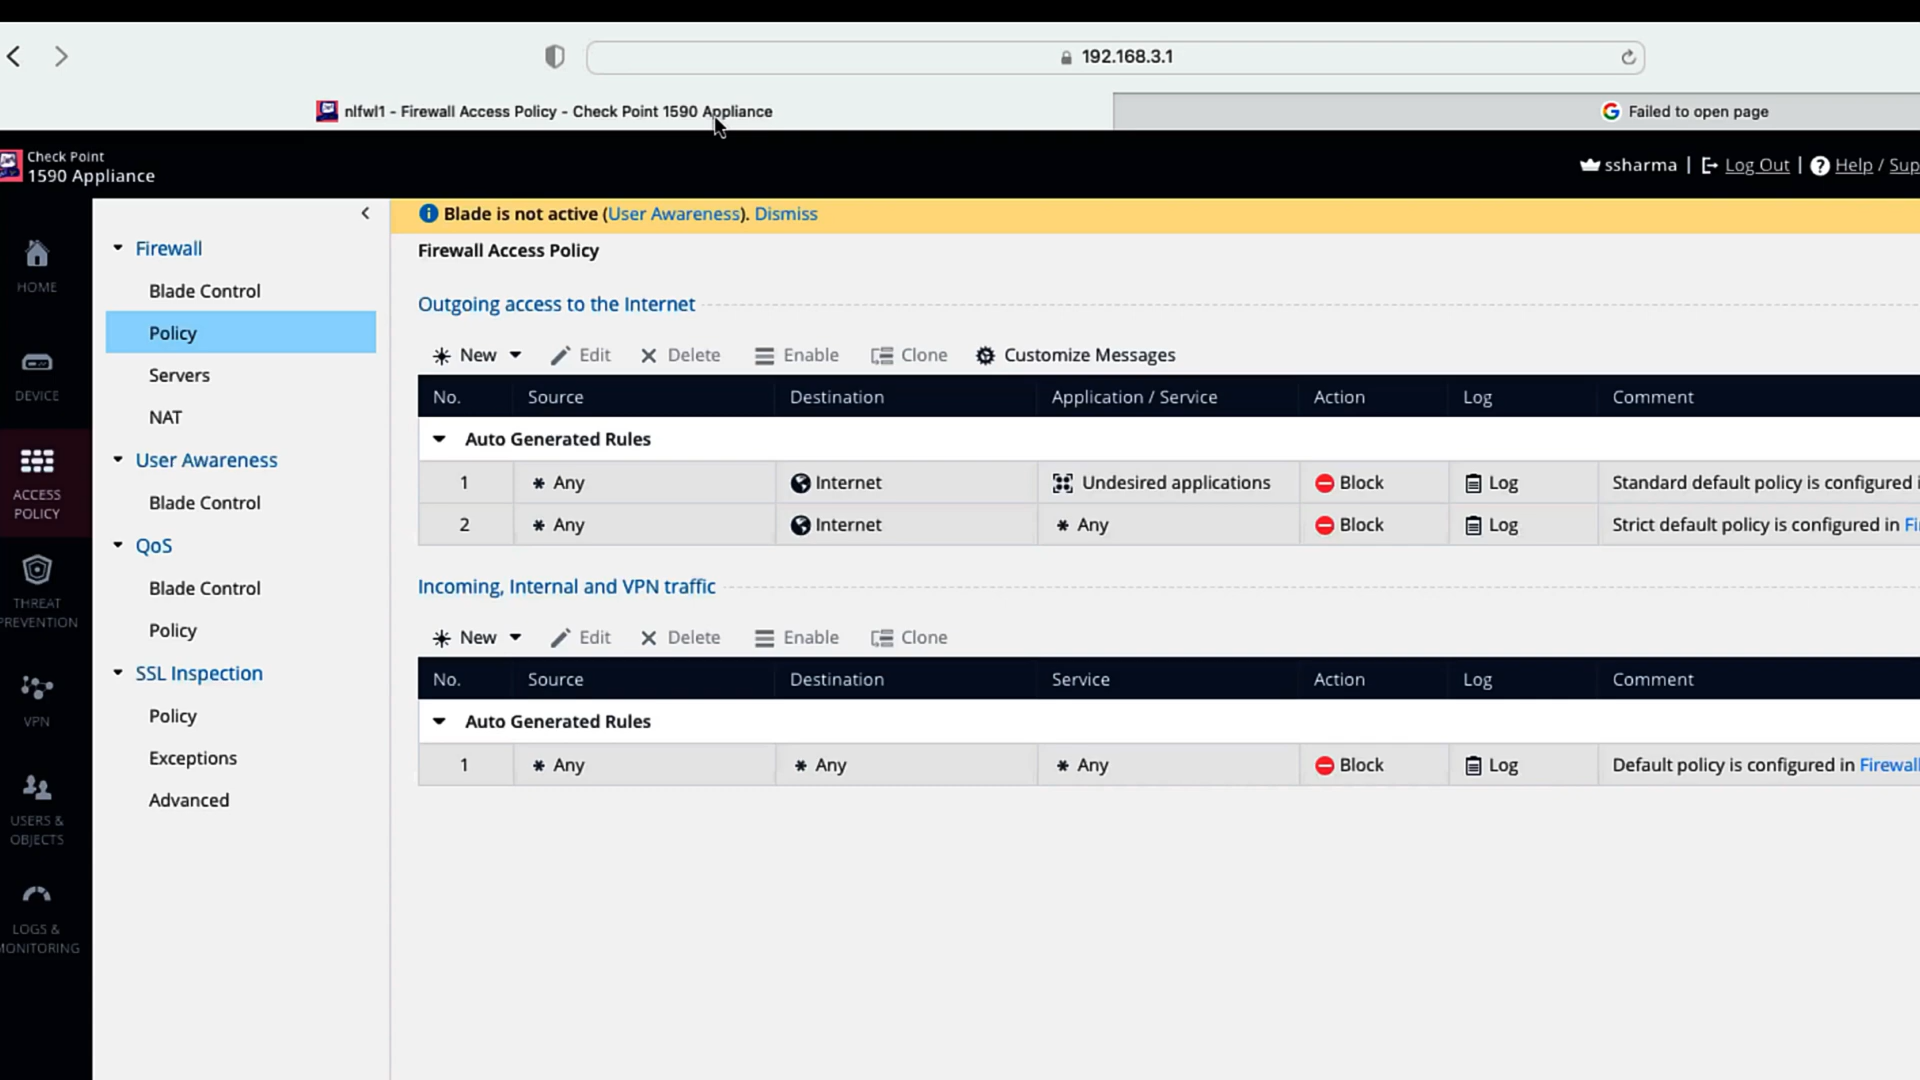 192.168.3.1
nlfwl1 - Firewall Access Policy - Check Point 1590 Appliance
Failed to open page
Check Point
1590 Appliance
ssharma | Log Out | Help / Sup
Blade is not active (User Awareness). Dismiss
Firewall Access Policy
HOME
DEVICE
ACCESS
POLICY
THREAT
PREVENTION
VPN
USERS &
OBJECTS
LOGS &
MONITORING
Firewall
Blade Control
Policy
Servers
NAT
User Awareness
Blade Control
QoS
Blade Control
Policy
SSL Inspection
Policy
Exceptions
Advanced
Outgoing access to the Internet
New Edit Delete Enable Clone Customize Messages
No. Source Destination Application / Service Action Log Comment
Auto Generated Rules
1 * Any Internet Undesired applications Block Log Standard default policy is configured i
2 * Any Internet * Any Block Log Strict default policy is configured in Fi
Incoming, Internal and VPN traffic
New Edit Delete Enable Clone
No. Source Destination Service Action Log Comment
Auto Generated Rules
1 * Any * Any * Any Block Log Default policy is configured in Firewall